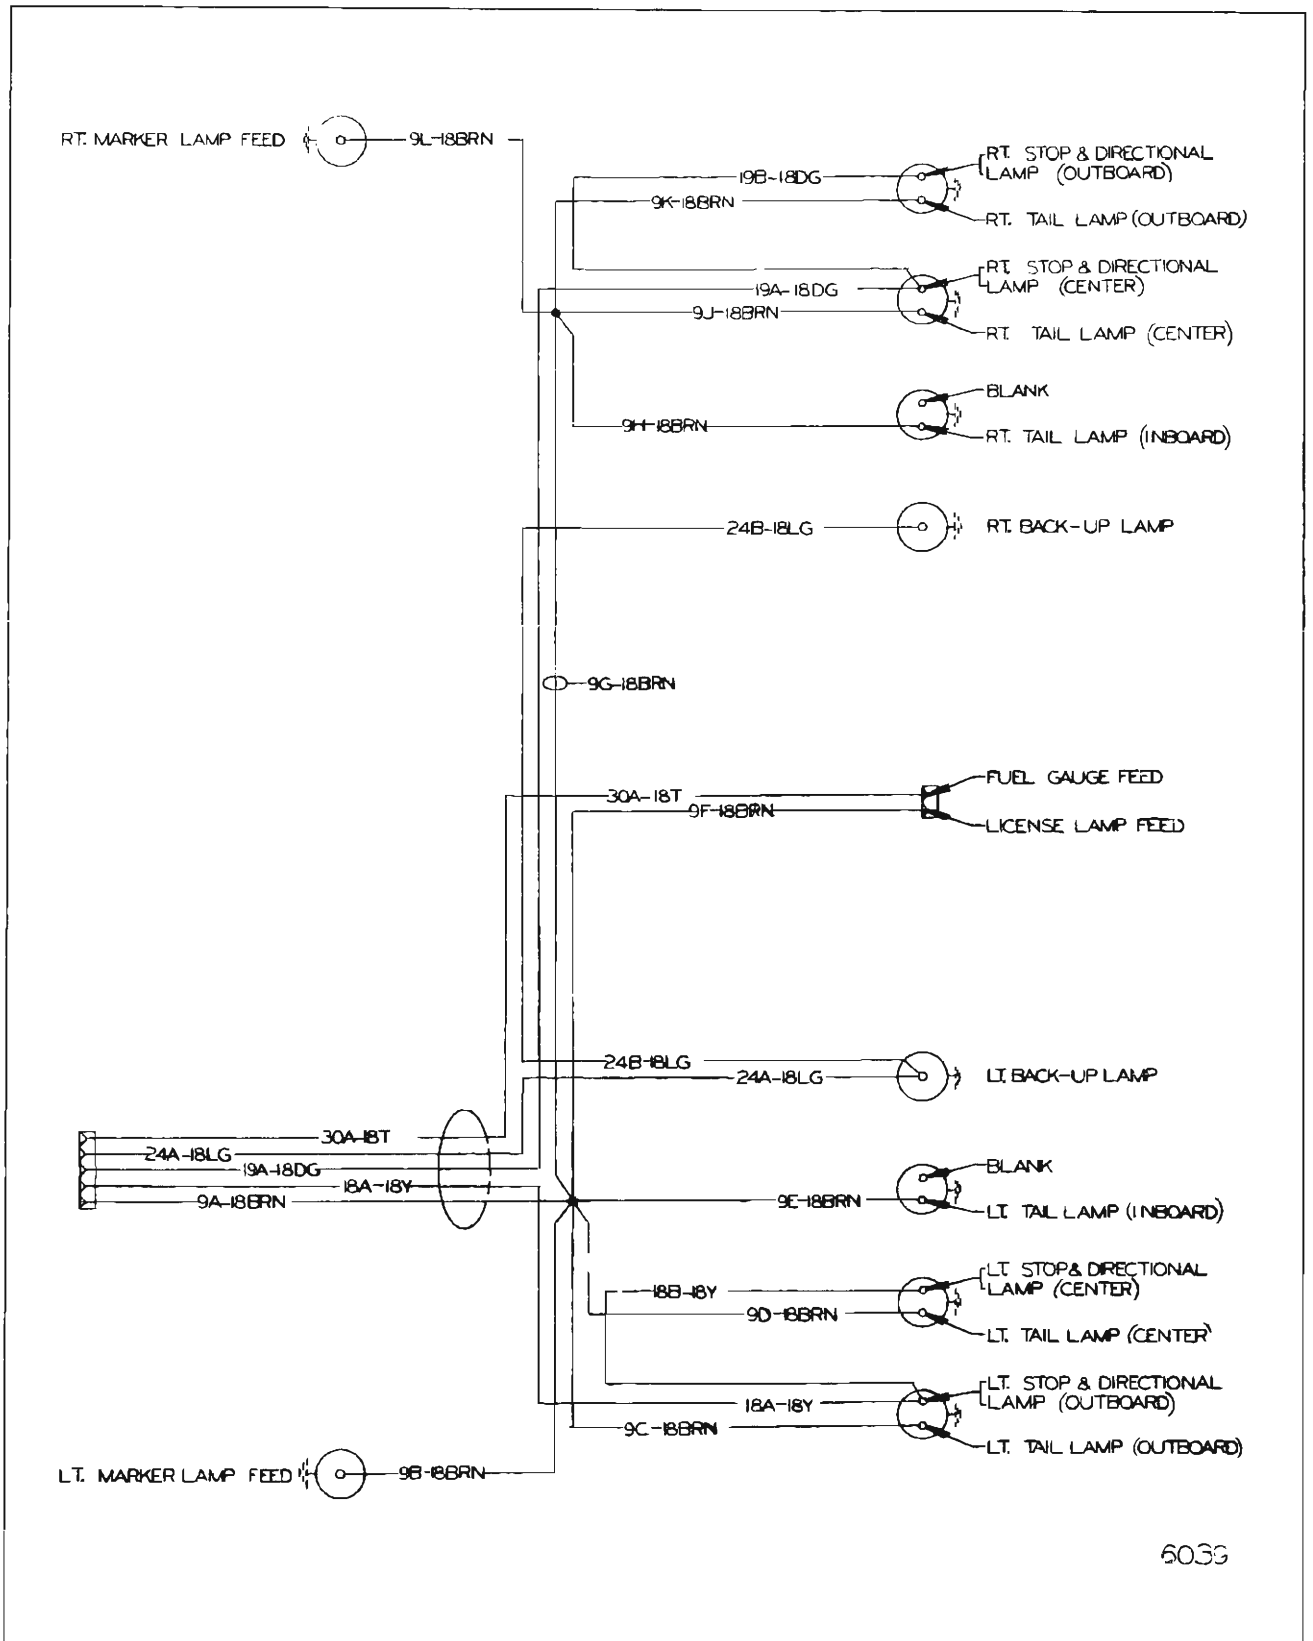 RT. MARKER LAMP FEED
9L-18BRN
19B-18DG
RT. STOP & DIRECTIONAL
LAMP (OUTBOARD)
9K-18BRN
RT. TAIL LAMP (OUTBOARD)
RT. STOP & DIRECTIONAL
LAMP (CENTER)
19A-18DG
9J-18BRN
RT. TAIL LAMP (CENTER)
BLANK
9H-18BRN
RT. TAIL LAMP (INBOARD)
24B-18LG
RT. BACK-UP LAMP
9G-18BRN
FUEL GAUGE FEED
30A-18T
9F-18BRN
LICENSE LAMP FEED
24B-18LG
24A-18LG
LT. BACK-UP LAMP
30A-18T
24A-18LG
19A-18DG
18A-18Y
9A-18BRN
BLANK
9E-18BRN
LT. TAIL LAMP (INBOARD)
LT. STOP & DIRECTIONAL
LAMP (CENTER)
18B-18Y
9D-18BRN
LT. TAIL LAMP (CENTER)
LT. STOP & DIRECTIONAL
LAMP (OUTBOARD)
18A-18Y
9C-18BRN
LT. TAIL LAMP (OUTBOARD)
LT. MARKER LAMP FEED
9B-18BRN